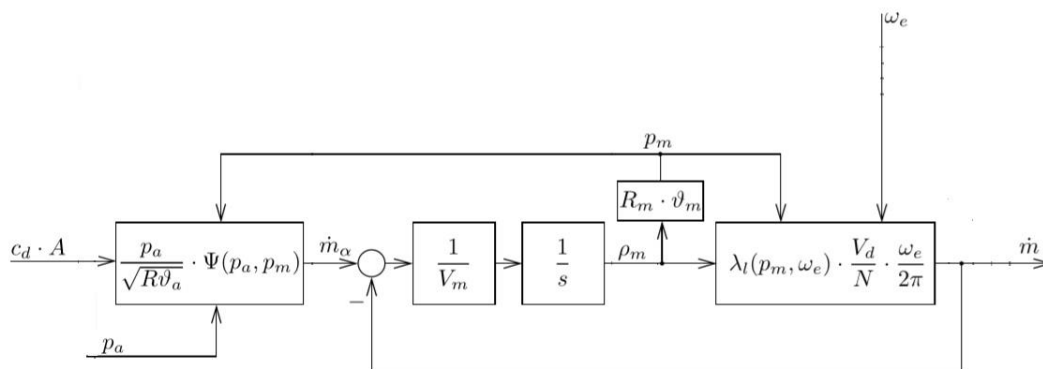 ω_e
p_m
R_m · ϑ_m
c_d · A
p_a / √(Rϑ_a) · Ψ(p_a, p_m)
ṁ_α
1 / V_m
1 / s
ρ_m
λ_l(p_m, ω_e) · V_d / N · ω_e / 2π
ṁ
−
p_a